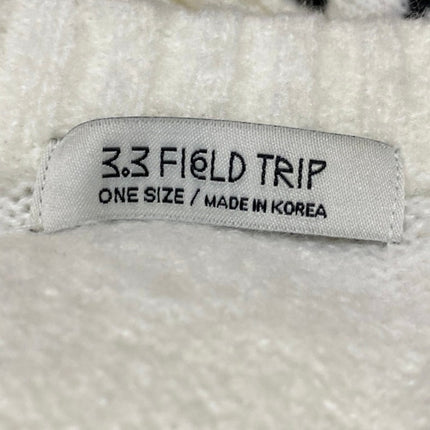 3.3 FIELD TRIP
ONE SIZE / MADE IN KOREA